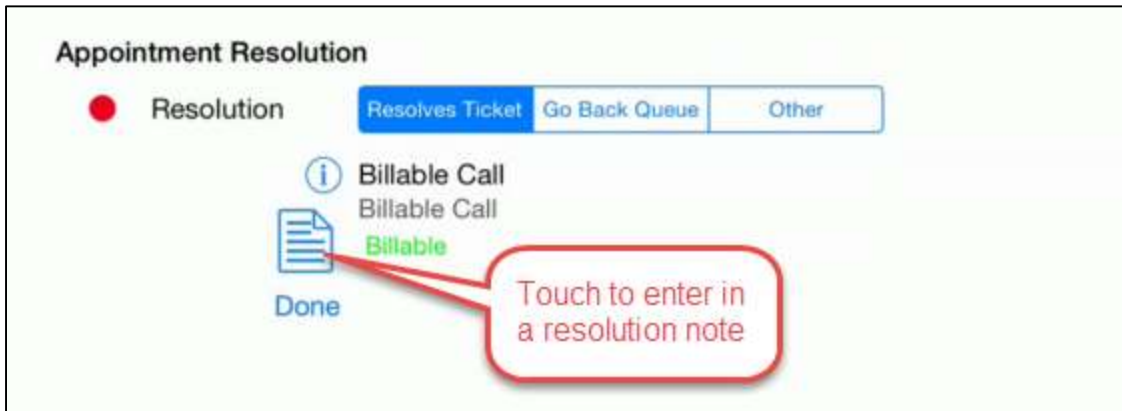 Appointment Resolution
Resolution Resolves Ticket Go Back Queue Other
Billable Call
Billable Call
Billable
Done
Touch to enter in
a resolution note